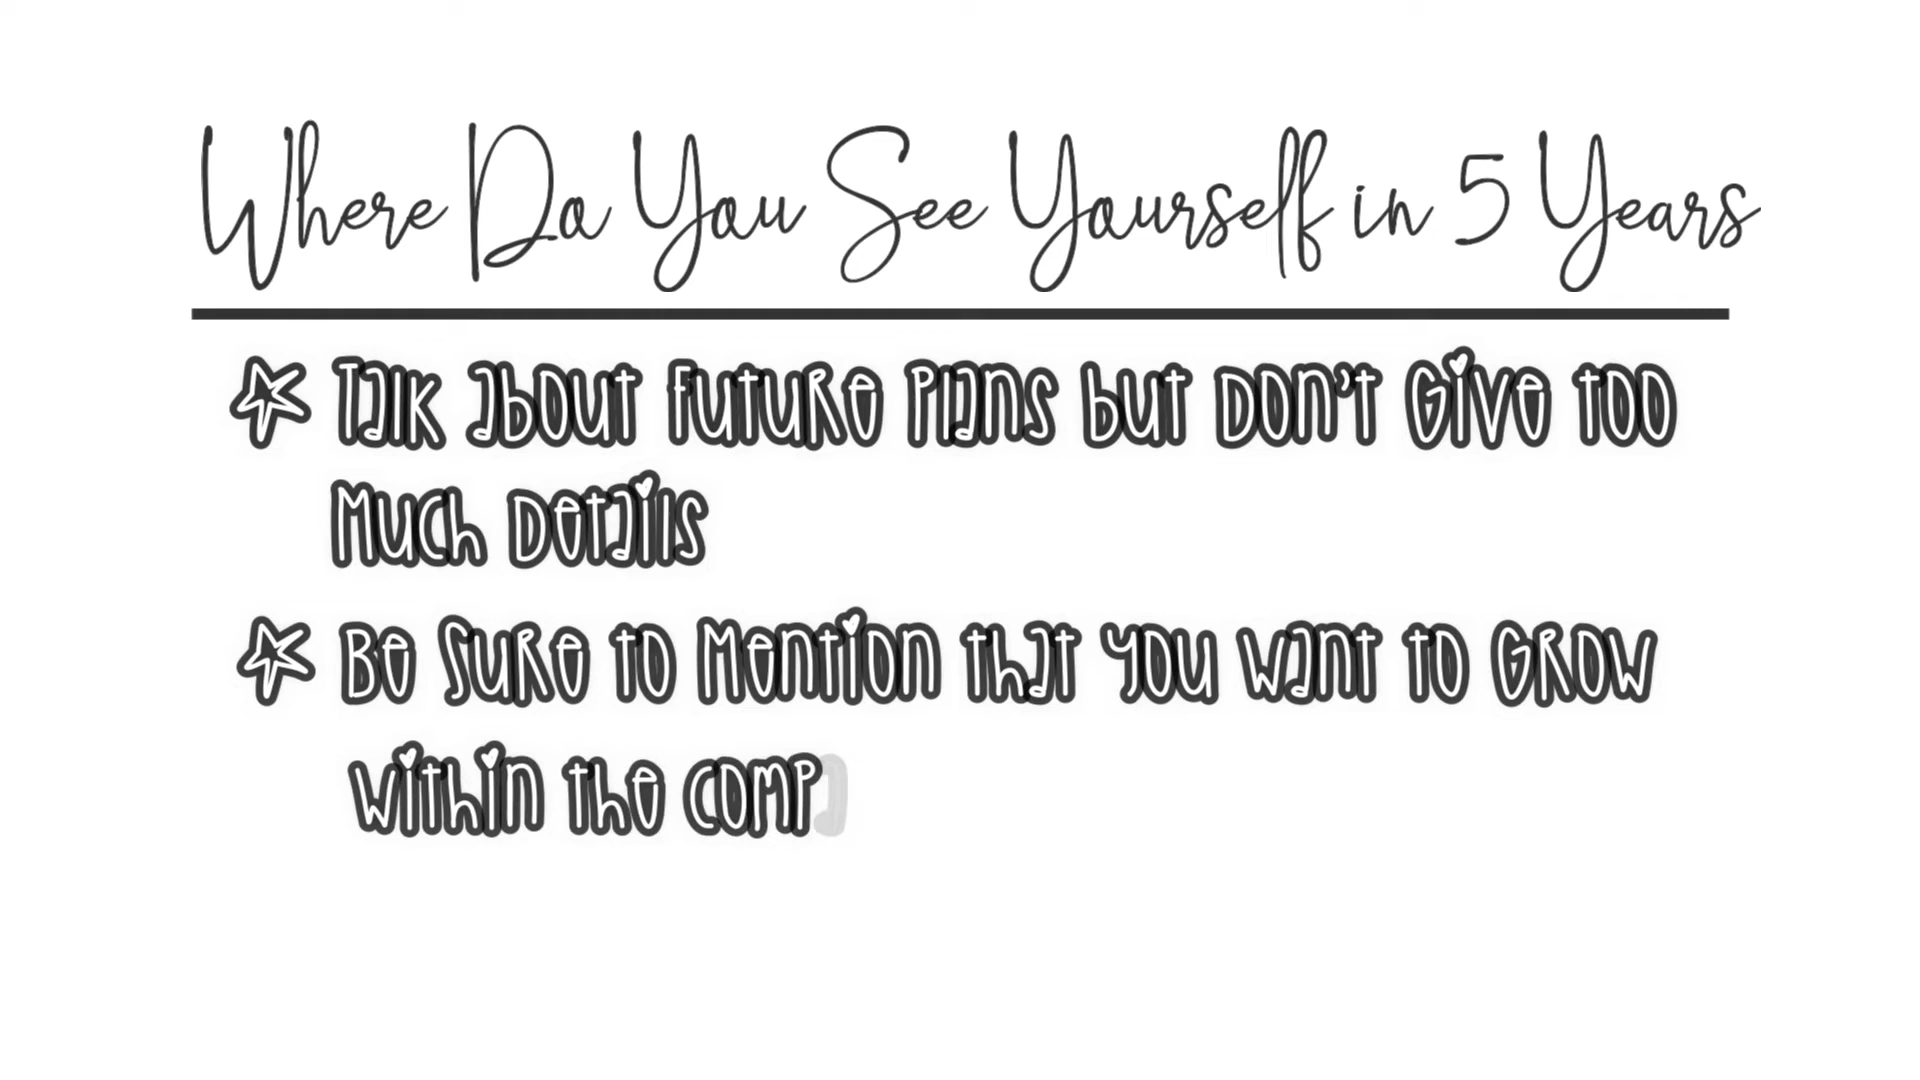 Where Do You See Yourself in 5 Years
Talk about future Plans but Don't Give too
Much Details
Be Sure to Mention that you want to Grow
within the compa